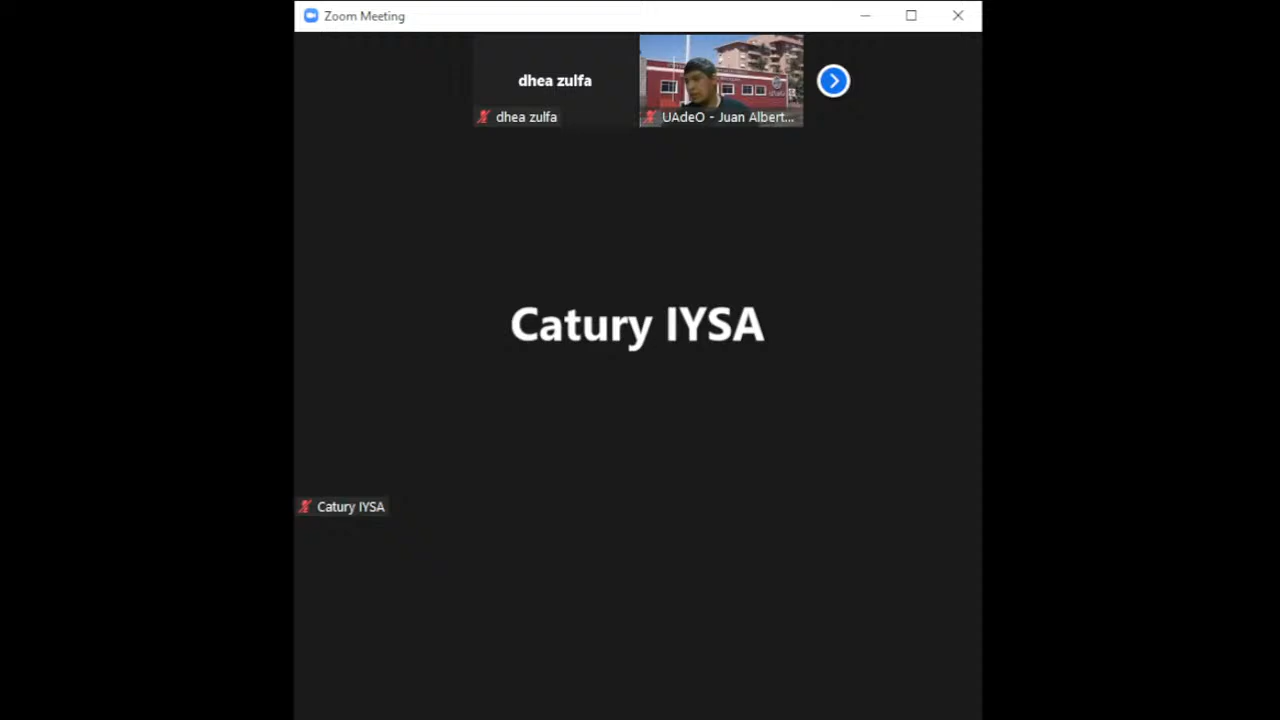 Zoom Meeting
dhea zulfa
dhea zulfa
UAdeO - Juan Albert...
Catury IYSA
Catury IYSA